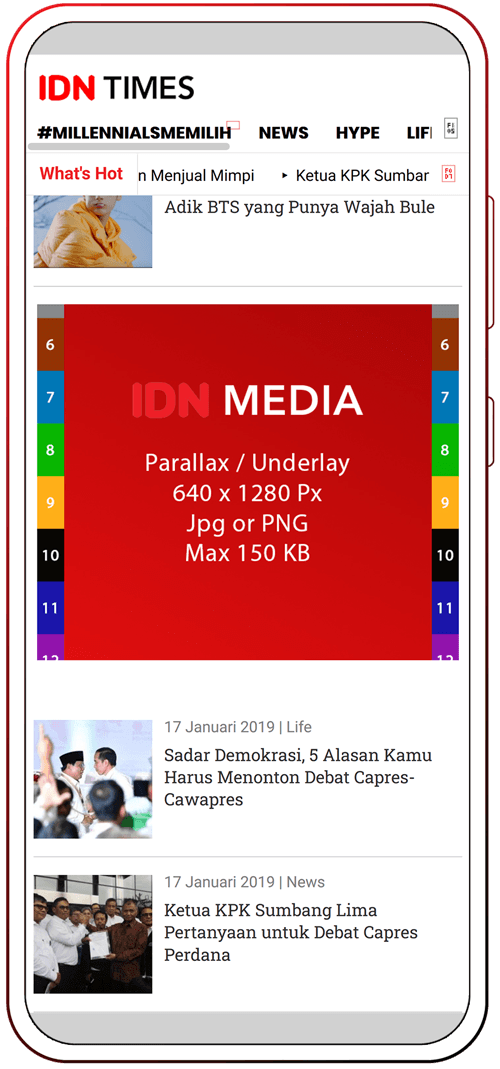 IDN TIMES
#MILLENNIALSMEMILIH NEWS HYPE LIF
What's Hot n Menjual Mimpi ‣ Ketua KPK Sumbar
Adik BTS yang Punya Wajah Bule
6 6
7 7
8 8
9 9
10 10
11 11
12 12
IDN MEDIA
Parallax / Underlay
640 x 1280 Px
Jpg or PNG
Max 150 KB
17 Januari 2019 | Life
Sadar Demokrasi, 5 Alasan Kamu
Harus Menonton Debat Capres-
Cawapres
17 Januari 2019 | News
Ketua KPK Sumbang Lima
Pertanyaan untuk Debat Capres
Perdana